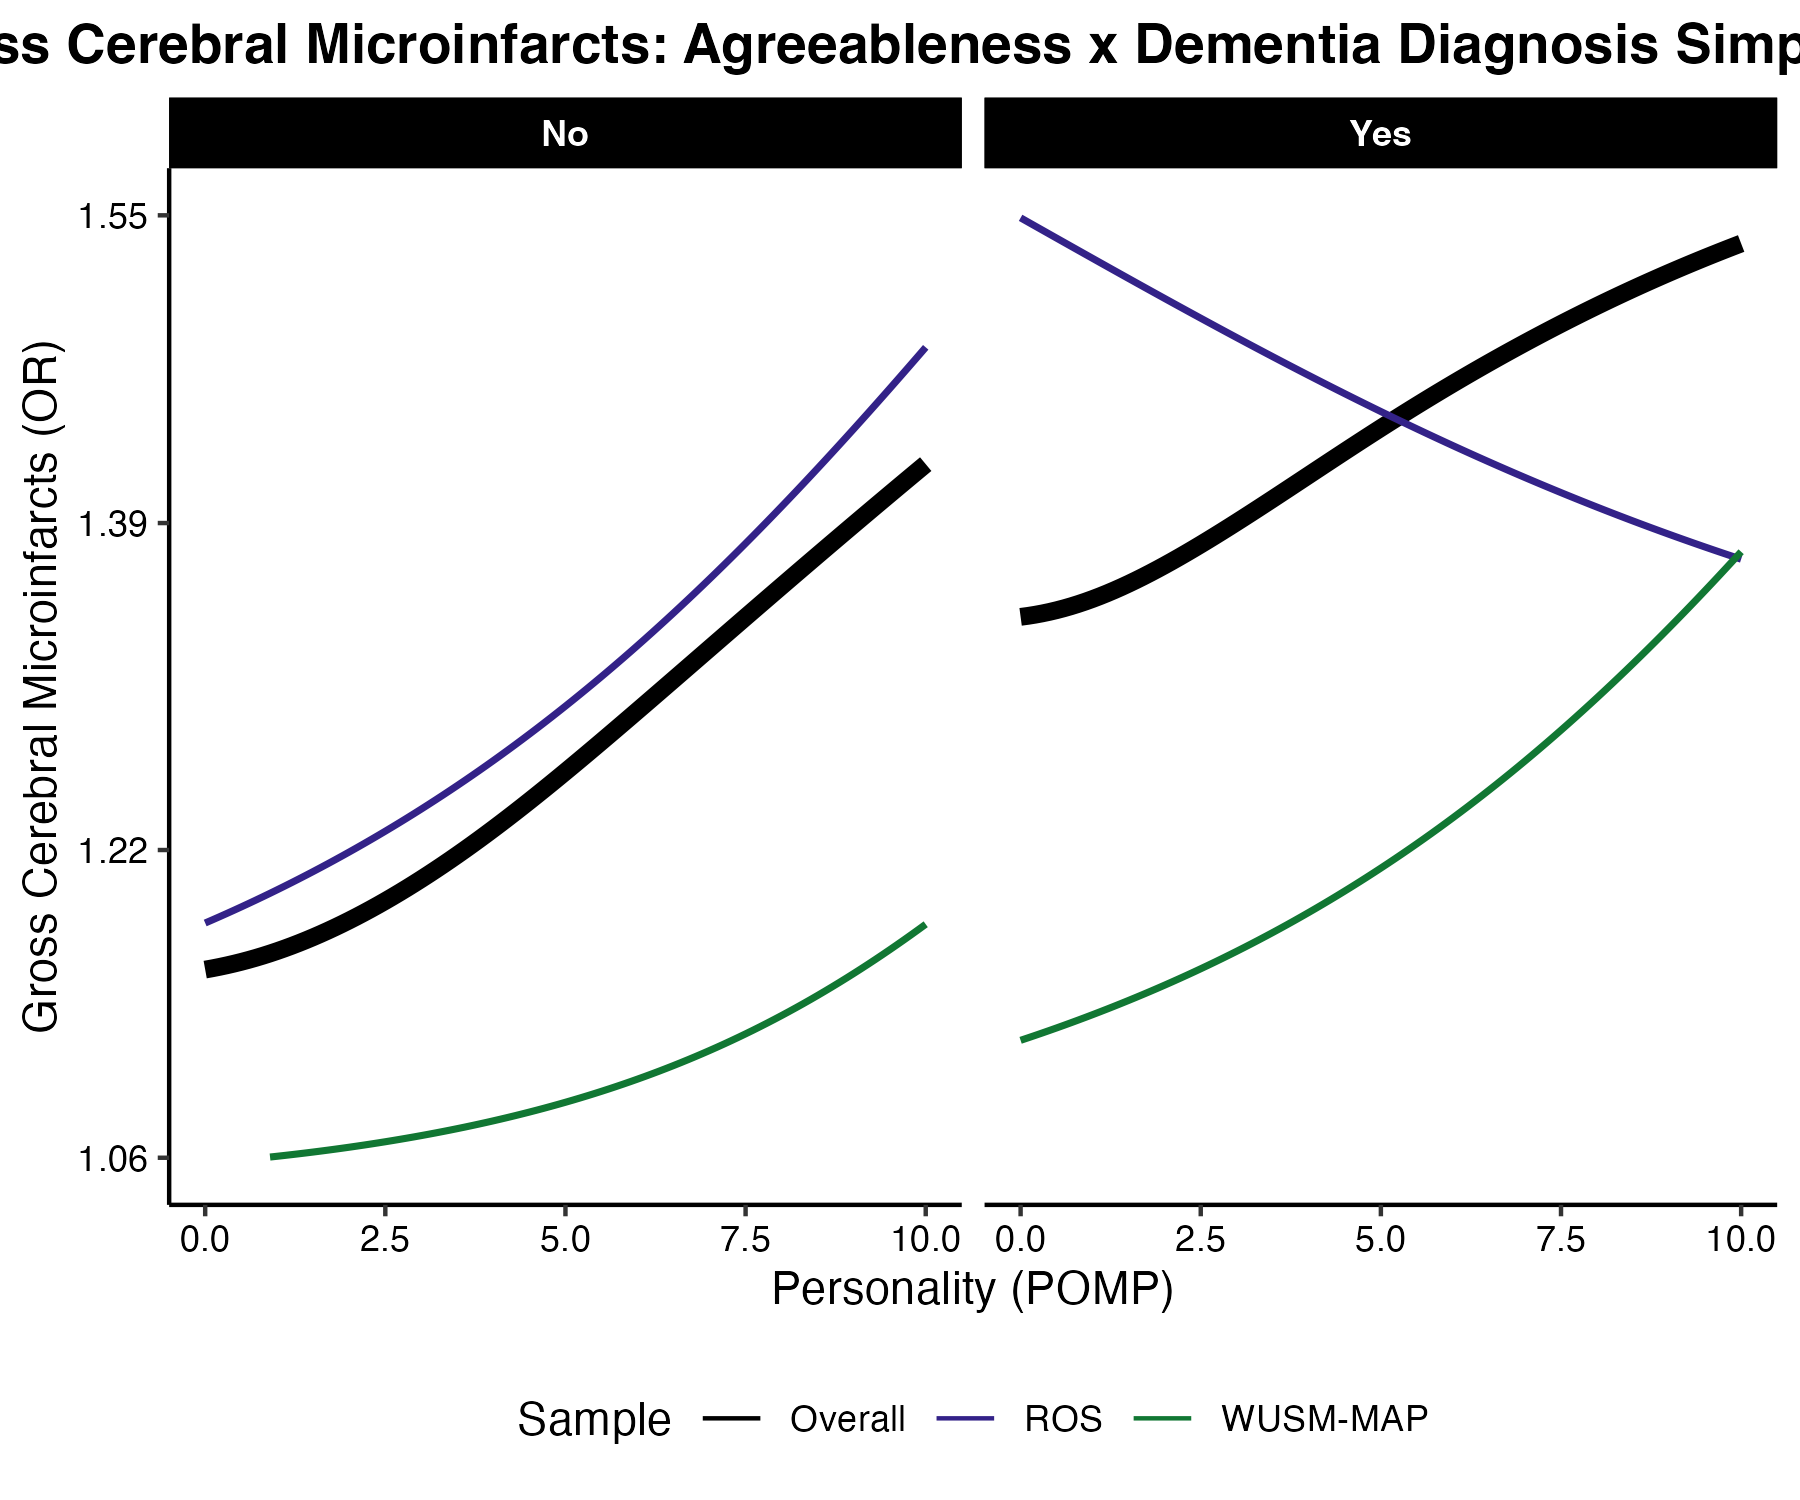 ss Cerebral Microinfarcts: Agreeableness x Dementia Diagnosis Simp
No Yes
1.55
1.39
1.22
1.06
Gross Cerebral Microinfarcts (OR)
0.0 2.5 5.0 7.5 10.0 0.0 2.5 5.0 7.5 10.0
Personality (POMP)
Sample Overall ROS WUSM-MAP